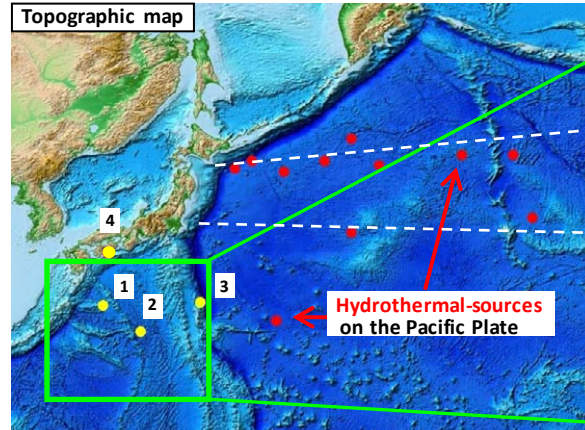 Topographic map
4
1
2
3
Hydrothermal-sources
on the Pacific Plate